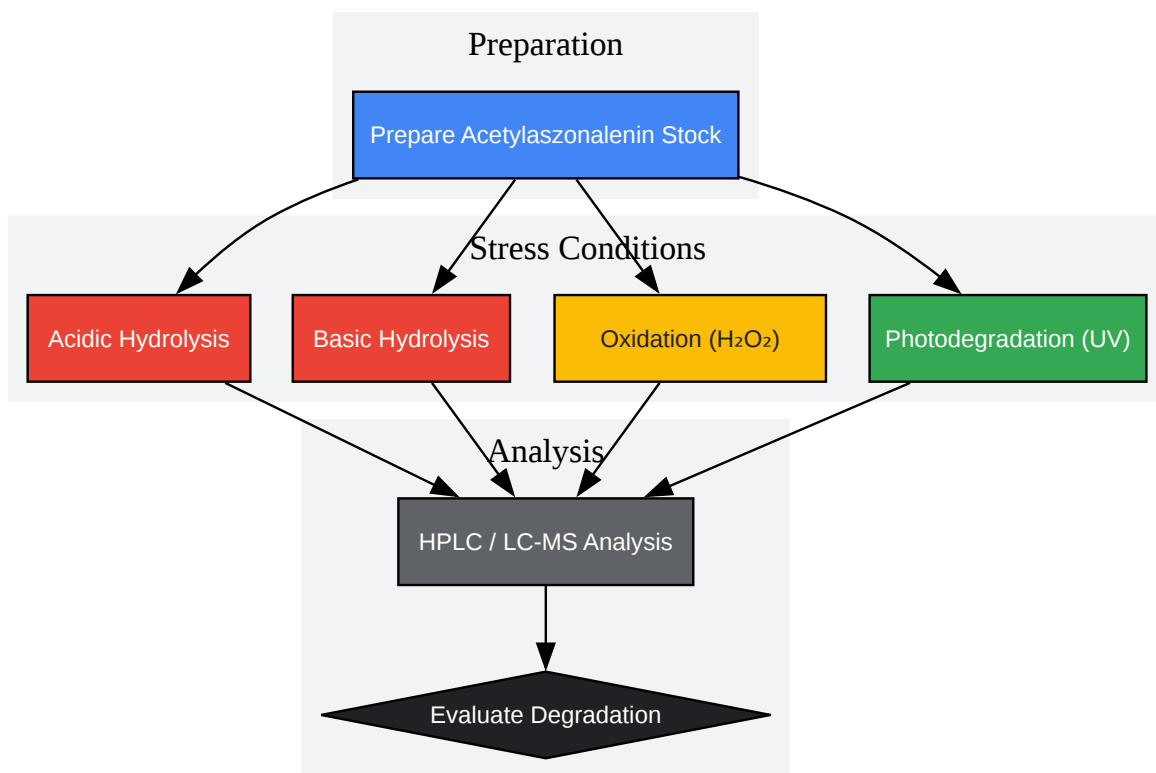 Preparation
Prepare Acetylaszonalenin Stock
Stress Conditions
Acidic Hydrolysis
Basic Hydrolysis
Oxidation (H₂O₂)
Photodegradation (UV)
Analysis
HPLC / LC-MS Analysis
Evaluate Degradation